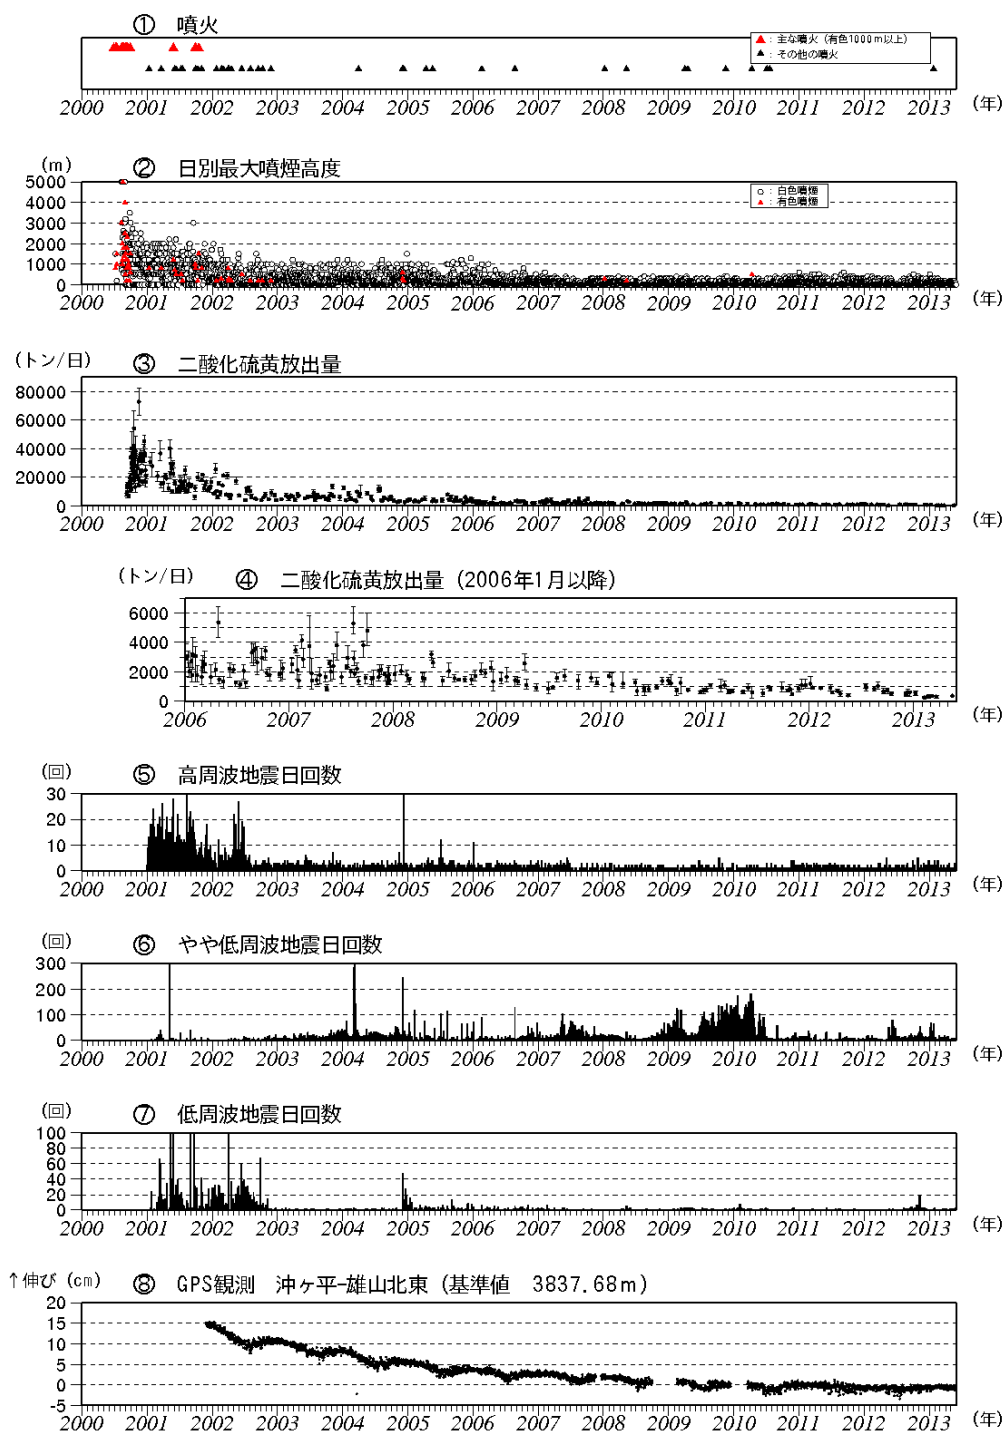 ① 噴火
▲ : 主な噴火 (有色1000m以上)
▲ : その他の噴火
2000 2001 2002 2003 2004 2005 2006 2007 2008 2009 2010 2011 2012 2013 (年)
(m) ② 日別最大噴煙高度
○ : 白色噴煙
▲ : 有色噴煙
5000
4000
3000
2000
1000
0
2000 2001 2002 2003 2004 2005 2006 2007 2008 2009 2010 2011 2012 2013 (年)
(トン/日) ③ 二酸化硫黄放出量
80000
60000
40000
20000
0
2000 2001 2002 2003 2004 2005 2006 2007 2008 2009 2010 2011 2012 2013 (年)
(トン/日) ④ 二酸化硫黄放出量 (2006年1月以降)
6000
4000
2000
0
2006 2007 2008 2009 2010 2011 2012 2013 (年)
(回) ⑤ 高周波地震日回数
30
20
10
0
2000 2001 2002 2003 2004 2005 2006 2007 2008 2009 2010 2011 2012 2013 (年)
(回) ⑥ やや低周波地震日回数
300
200
100
0
2000 2001 2002 2003 2004 2005 2006 2007 2008 2009 2010 2011 2012 2013 (年)
(回) ⑦ 低周波地震日回数
100
80
60
40
20
0
2000 2001 2002 2003 2004 2005 2006 2007 2008 2009 2010 2011 2012 2013 (年)
↑伸び (cm) ⑧ GPS観測 沖ヶ平-雄山北東 (基準値 3837.68m)
20
15
10
5
0
-5
2000 2001 2002 2003 2004 2005 2006 2007 2008 2009 2010 2011 2012 2013 (年)